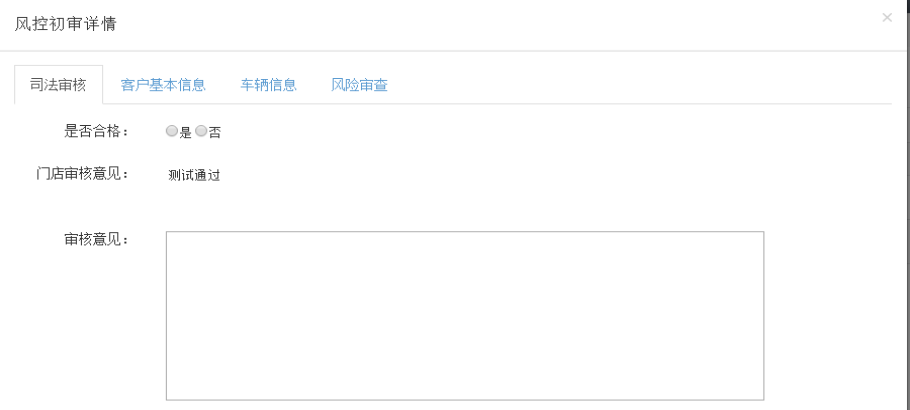 风控初审详情 ×
司法审核 客户基本信息 车辆信息 风险审查
是否合格： 是 否
门店审核意见： 测试通过
审核意见：